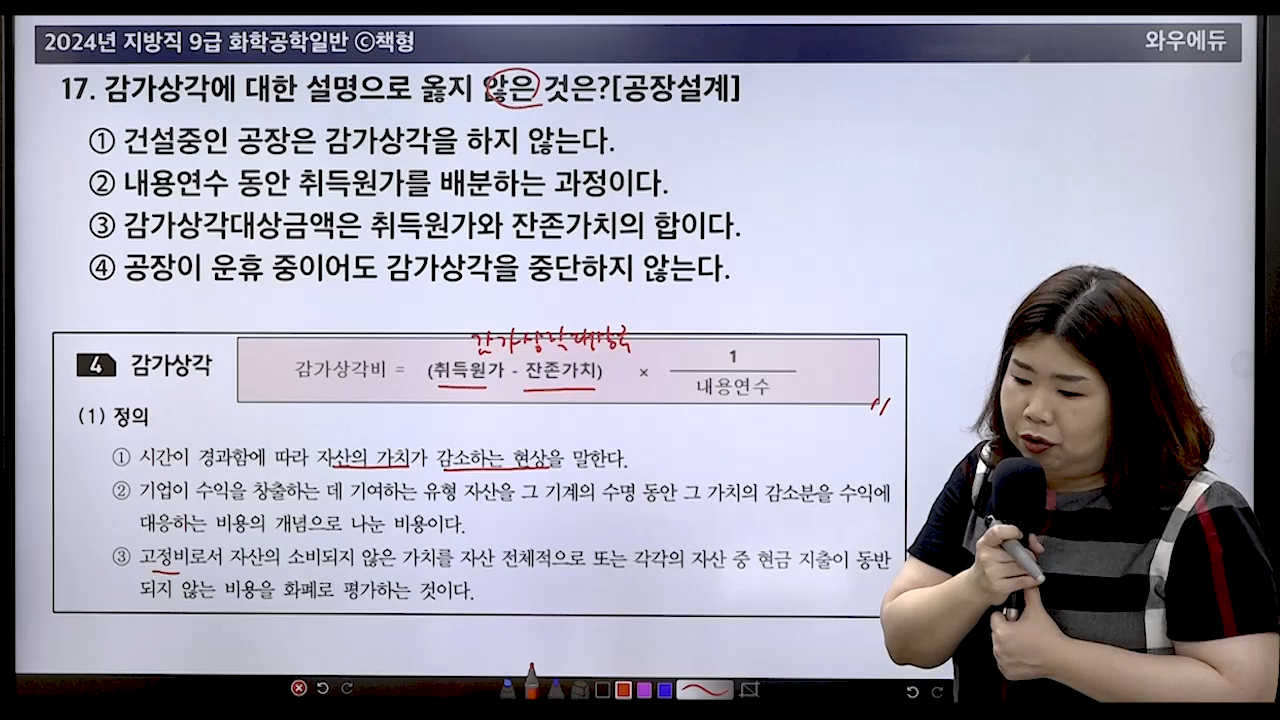 2024년 지방직 9급 화학공학일반 ⓒ책형
와우에듀
17. 감가상각에 대한 설명으로 옳지 않은 것은?[공장설계]
① 건설중인 공장은 감가상각을 하지 않는다.
② 내용연수 동안 취득원가를 배분하는 과정이다.
③ 감가상각대상금액은 취득원가와 잔존가치의 합이다.
④ 공장이 운휴 중이어도 감가상각을 중단하지 않는다.
4 감가상각
감가상각비 = (취득원가 - 잔존가치) × 1
내용연수
(1) 정의
① 시간이 경과함에 따라 자산의 가치가 감소하는 현상을 말한다.
② 기업이 수익을 창출하는 데 기여하는 유형 자산을 그 기계의 수명 동안 그 가치의 감소분을 수익에
대응하는 비용의 개념으로 나눈 비용이다.
③ 고정비로서 자산의 소비되지 않은 가치를 자산 전체적으로 또는 각각의 자산 중 현금 지출이 동반
되지 않는 비용을 화폐로 평가하는 것이다.